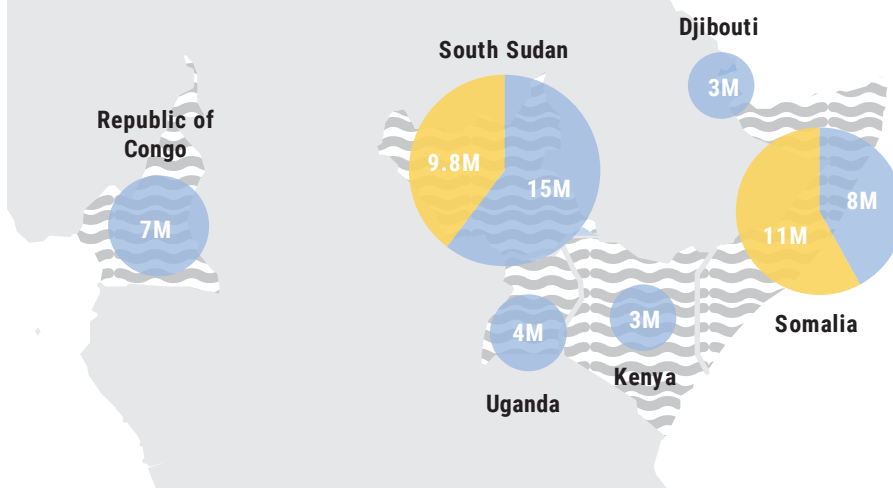 Djibouti
3M
South Sudan
9.8M
15M
Republic of
Congo
7M
8M
11M
Somalia
4M
Uganda
3M
Kenya